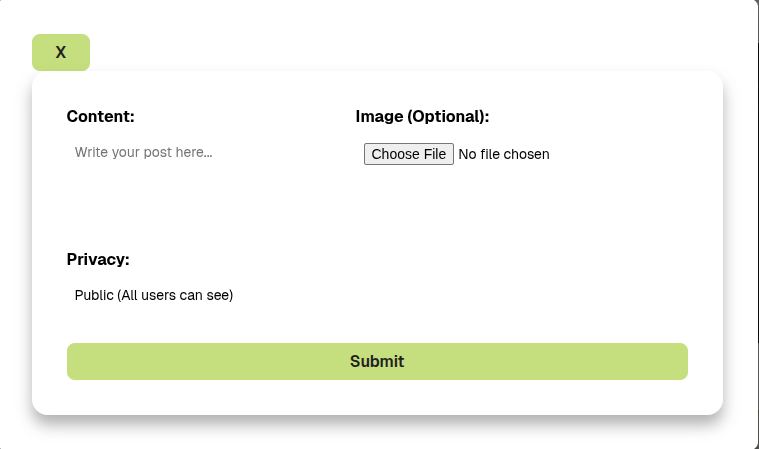 X
Content:
Image (Optional):
Write your post here...
Choose File No file chosen
Privacy:
Public (All users can see)
Submit